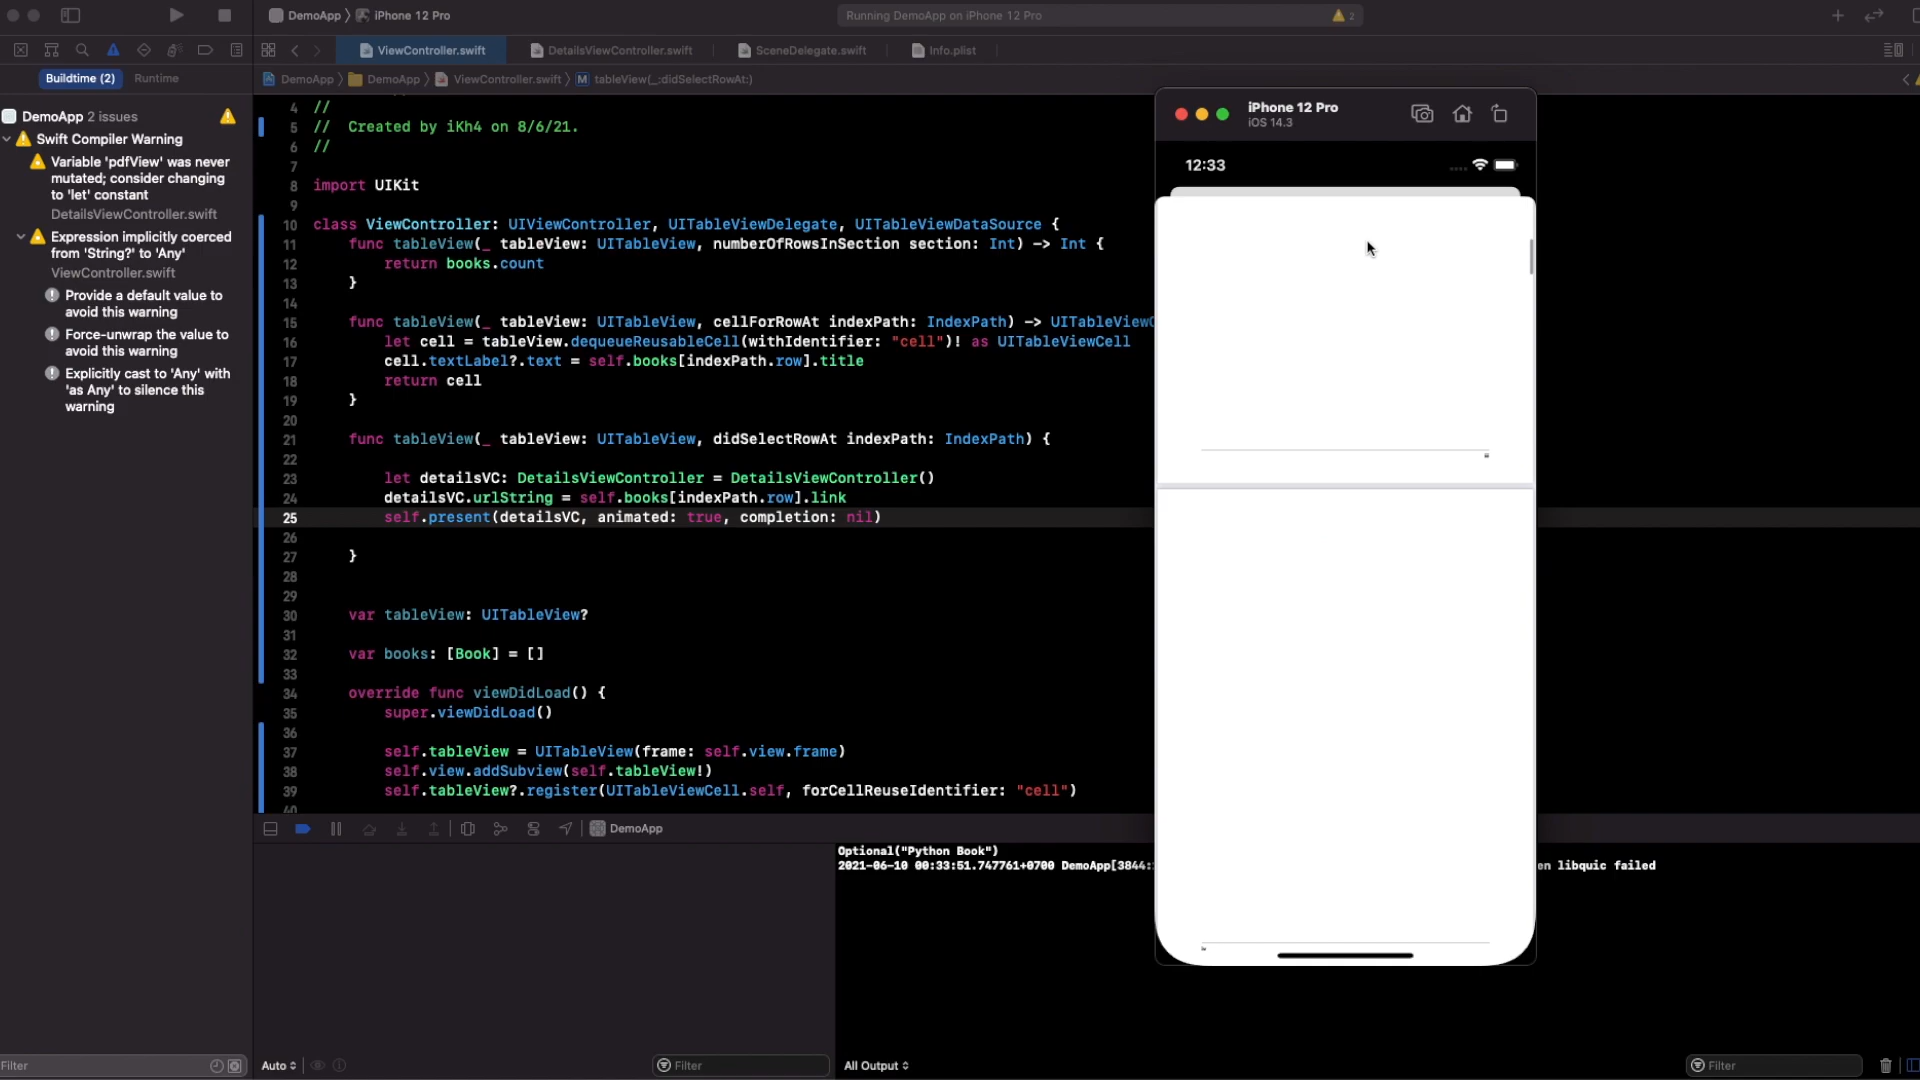 DemoApp 〉 iPhone 12 Pro
Running DemoApp on iPhone 12 Pro
2
ViewController.swift
DetailsViewController.swift
SceneDelegate.swift
Info.plist
Buildtime (2)
Runtime
DemoApp 〉 DemoApp 〉 ViewController.swift 〉 M tableView(_:didSelectRowAt:)
DemoApp 2 issues
Swift Compiler Warning
Variable 'pdfView' was never
mutated; consider changing
to 'let' constant
DetailsViewController.swift
Expression implicitly coerced
from 'String?' to 'Any'
ViewController.swift
Provide a default value to
avoid this warning
Force-unwrap the value to
avoid this warning
Explicitly cast to 'Any' with
'as Any' to silence this
warning
Filter
4 //
5 //  Created by iKh4 on 8/6/21.
6 //
7
8 import UIKit
9
10 class ViewController: UIViewController, UITableViewDelegate, UITableViewDataSource {
11     func tableView(_ tableView: UITableView, numberOfRowsInSection section: Int) -> Int {
12         return books.count
13     }
14
15     func tableView(_ tableView: UITableView, cellForRowAt indexPath: IndexPath) -> UITableViewC
16         let cell = tableView.dequeueReusableCell(withIdentifier: "cell")! as UITableViewCell
17         cell.textLabel?.text = self.books[indexPath.row].title
18         return cell
19     }
20
21     func tableView(_ tableView: UITableView, didSelectRowAt indexPath: IndexPath) {
22
23         let detailsVC: DetailsViewController = DetailsViewController()
24         detailsVC.urlString = self.books[indexPath.row].link
25         self.present(detailsVC, animated: true, completion: nil)
26
27     }
28
29
30     var tableView: UITableView?
31
32     var books: [Book] = []
33
34     override func viewDidLoad() {
35         super.viewDidLoad()
36
37         self.tableView = UITableView(frame: self.view.frame)
38         self.view.addSubview(self.tableView!)
39         self.tableView?.register(UITableViewCell.self, forCellReuseIdentifier: "cell")
40
iPhone 12 Pro
iOS 14.3
12:33
DemoApp
Optional("Python Book")
2021-06-10 00:33:51.747761+0700 DemoApp[3844:
en libquic failed
Auto
Filter
All Output
Filter